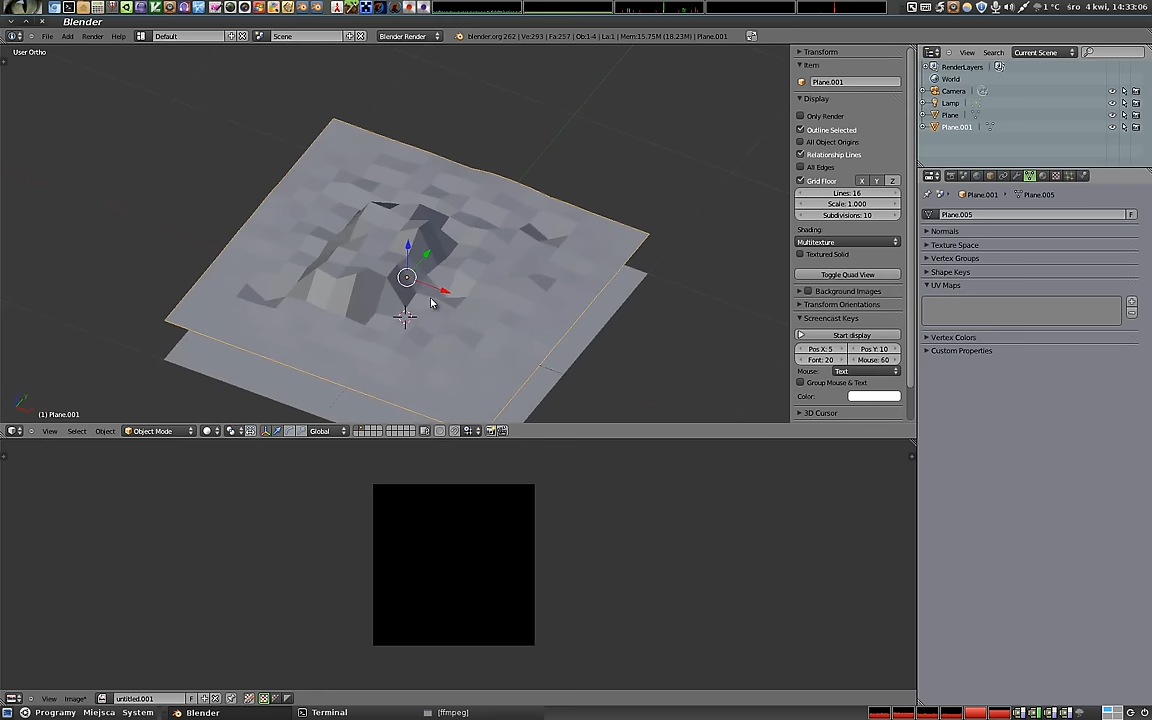 1 °C śro 4 kwi, 14:33:06
Blender
File Add Render Help Default Scene Blender Render blender.org 262 | Ve:293 | Fa:257 | Ob:1-4 | La:1 | Mem:15.75M (18.23M) | Plane.001
User Ortho
Transform
Item
Plane.001
Display
Only Render
Outline Selected
All Object Origins
Relationship Lines
All Edges
Grid Floor X Y Z
Lines: 16
Scale: 1.000
Subdivisions: 10
Shading:
Multitexture
Textured Solid
Toggle Quad View
Background Images
Transform Orientations
Screencast Keys
Start display
Pos X: 5 Pos Y: 10
Font: 20 Mouse: 60
Mouse: Text
Group Mouse & Text
Color:
3D Cursor
(1) Plane.001
View Select Object Object Mode Global
View Search Current Scene
RenderLayers
World
Camera
Lamp
Plane
Plane.001
Plane.001 Plane.005
Plane.005 F
Normals
Texture Space
Vertex Groups
Shape Keys
UV Maps
Vertex Colors
Custom Properties
View Image* untitled.001 F
Programy Miejsca System Blender Terminal [ffmpeg]